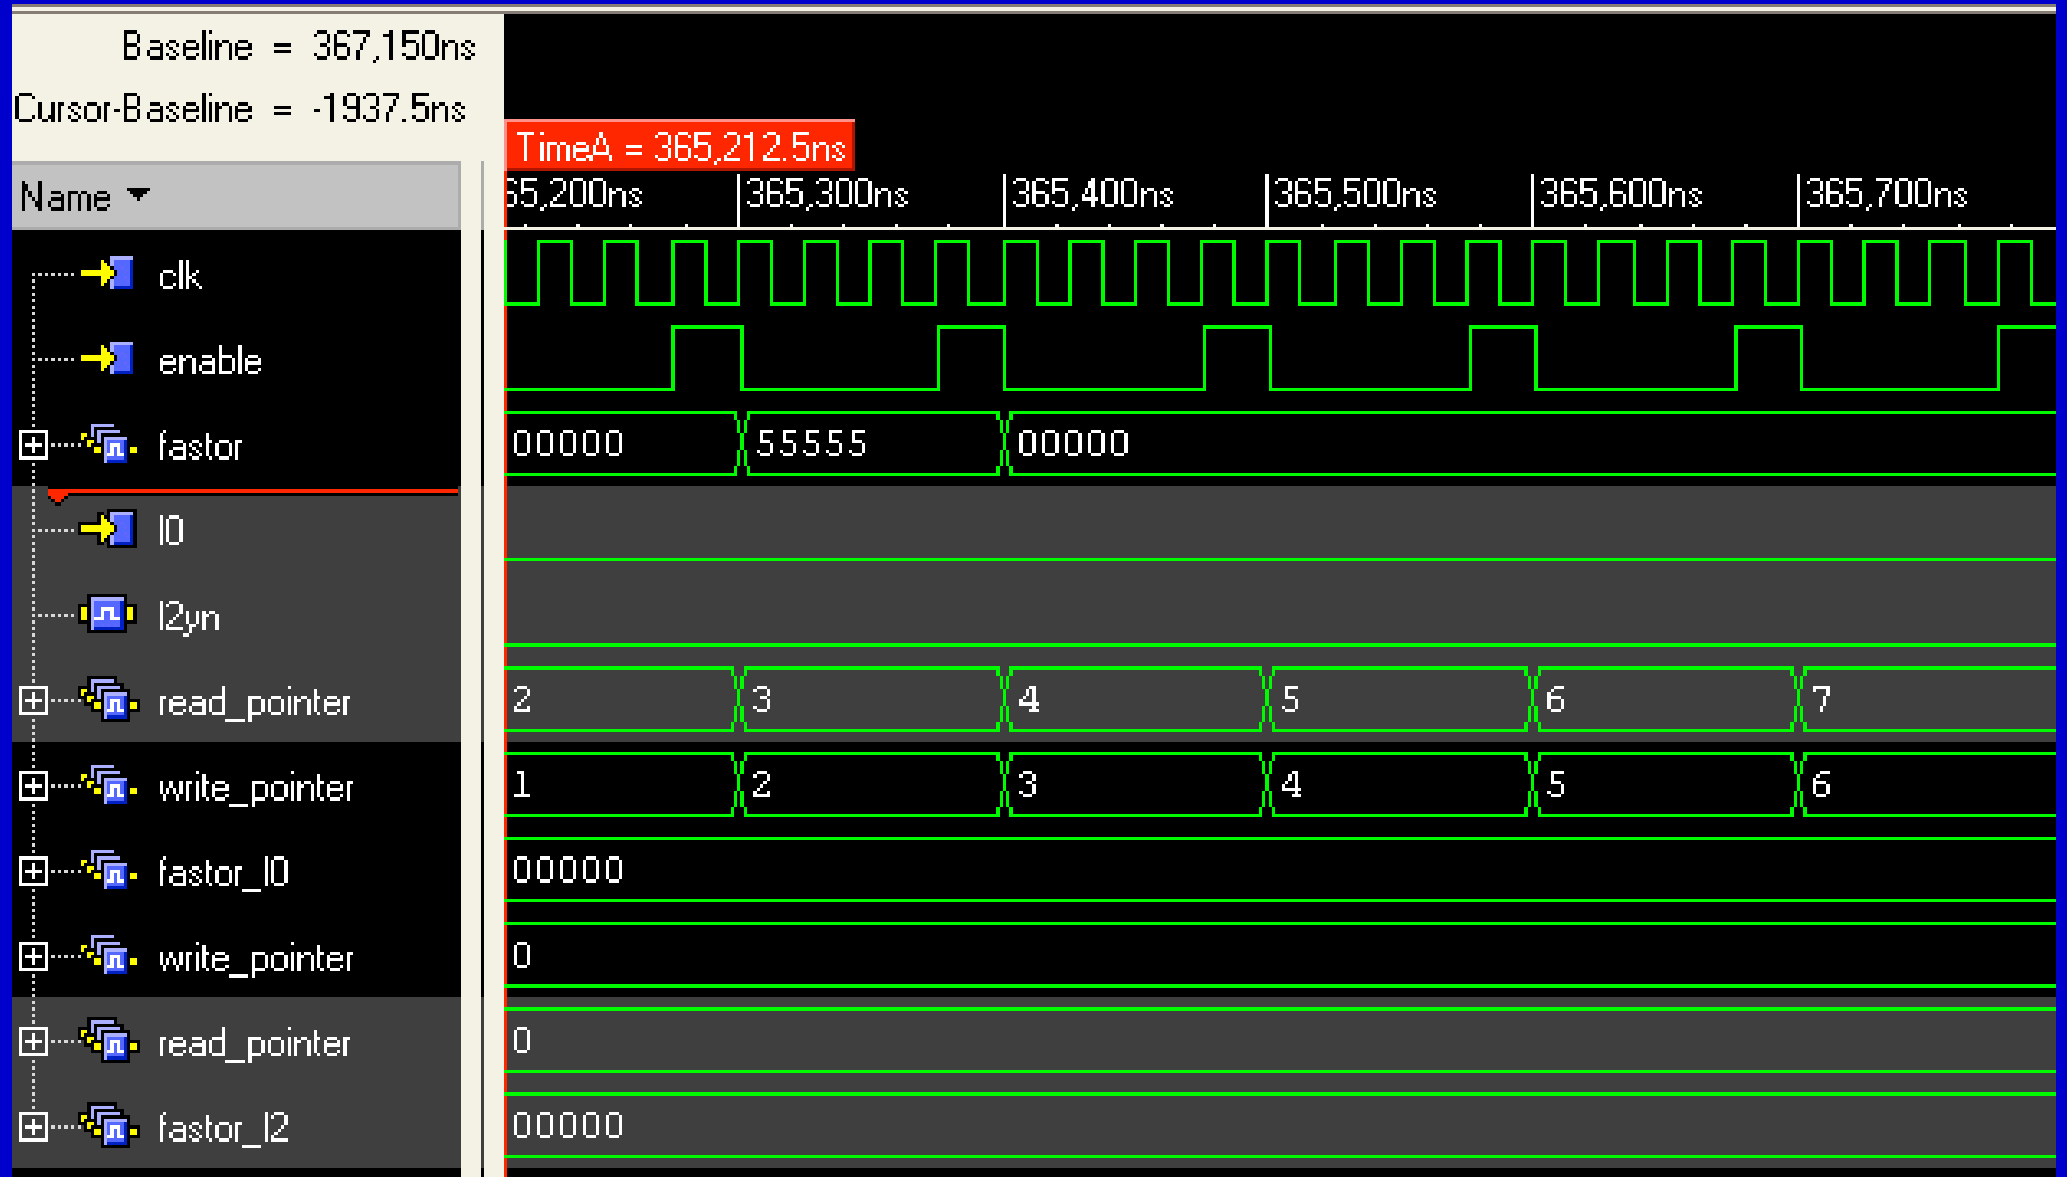 Baseline = 367,150ns
Cursor-Baseline = -1937.5ns
TimeA = 365,212.5ns
Name
65,200ns 365,300ns 365,400ns 365,500ns 365,600ns 365,700ns
clk
enable
fastor 00000 55555 00000
l0
l2yn
read_pointer 2 3 4 5 6 7
write_pointer 1 2 3 4 5 6
fastor_l0 00000
write_pointer 0
read_pointer 0
fastor_l2 00000